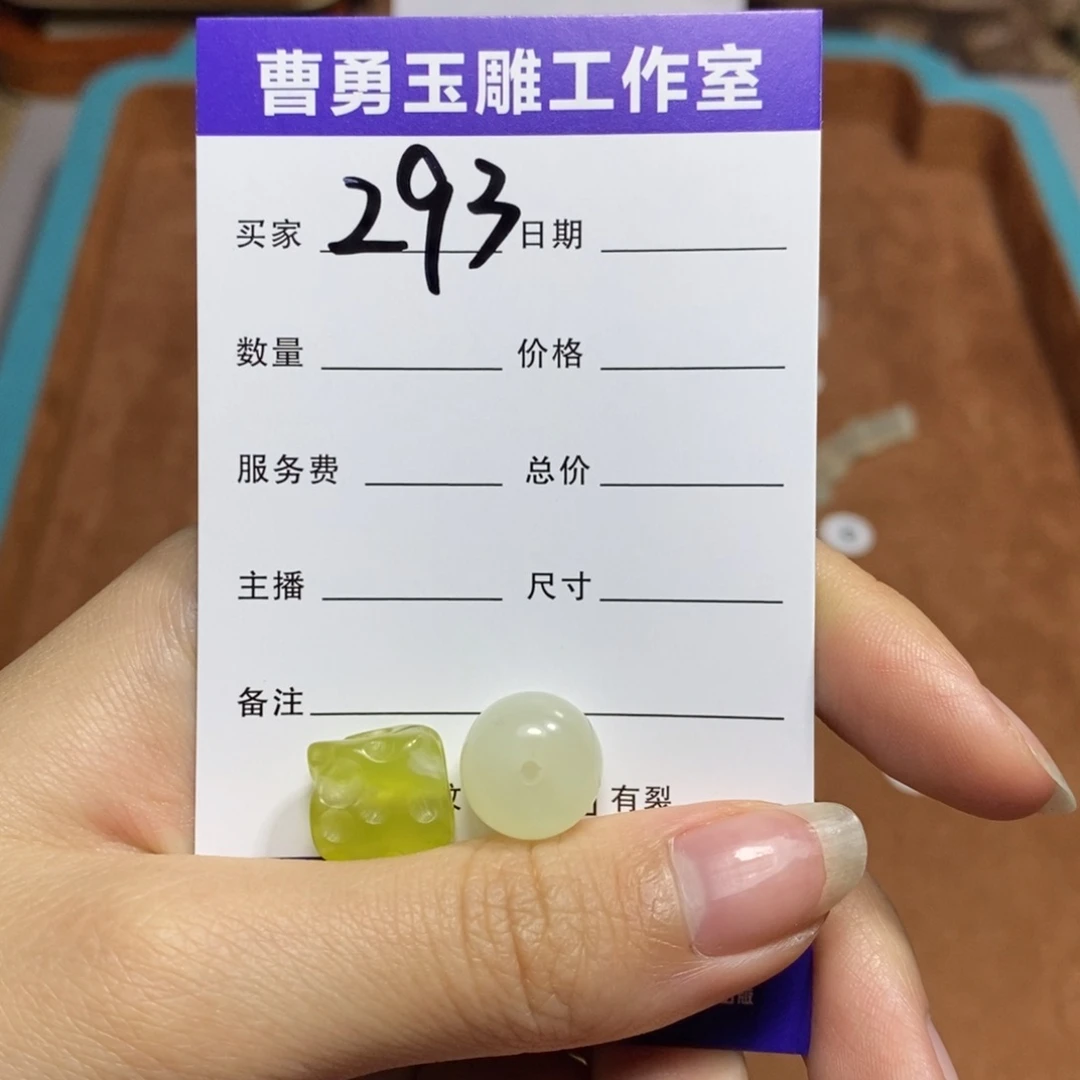 曹勇玉雕工作室
买家 293 日期
数量 价格
服务费 总价
主播 尺寸
备注
有裂